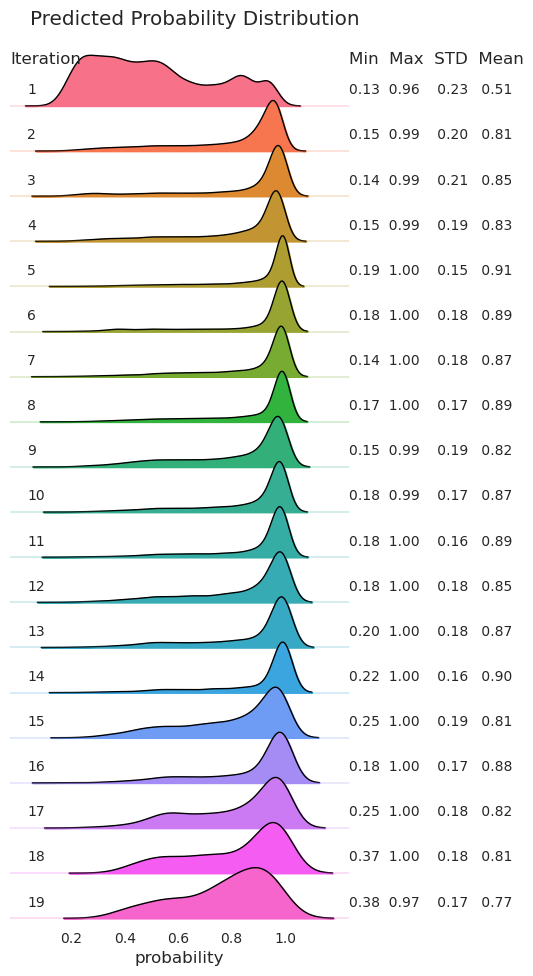 Predicted Probability Distribution
Iteration Min Max STD Mean
1 0.13 0.96 0.23 0.51
2 0.15 0.99 0.20 0.81
3 0.14 0.99 0.21 0.85
4 0.15 0.99 0.19 0.83
5 0.19 1.00 0.15 0.91
6 0.18 1.00 0.18 0.89
7 0.14 1.00 0.18 0.87
8 0.17 1.00 0.17 0.89
9 0.15 0.99 0.19 0.82
10 0.18 0.99 0.17 0.87
11 0.18 1.00 0.16 0.89
12 0.18 1.00 0.18 0.85
13 0.20 1.00 0.18 0.87
14 0.22 1.00 0.16 0.90
15 0.25 1.00 0.19 0.81
16 0.18 1.00 0.17 0.88
17 0.25 1.00 0.18 0.82
18 0.37 1.00 0.18 0.81
19 0.38 0.97 0.17 0.77
0.2 0.4 0.6 0.8 1.0
probability